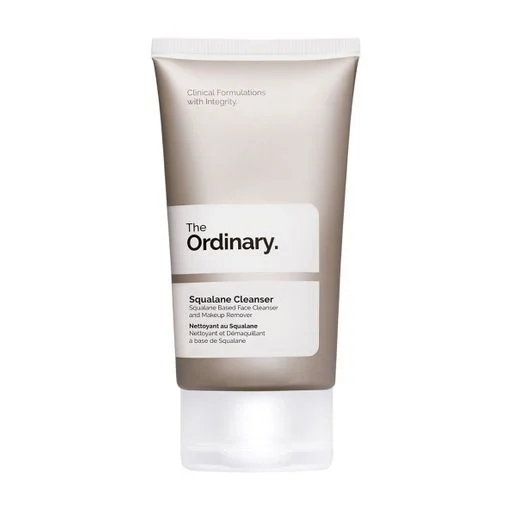 Clinical Formulations
with Integrity.
The
Ordinary.
Squalane Cleanser
Squalane Based Face Cleanser
and Makeup Remover
Nettoyant au Squalane
Nettoyant et Démaquillant
à base de Squalane